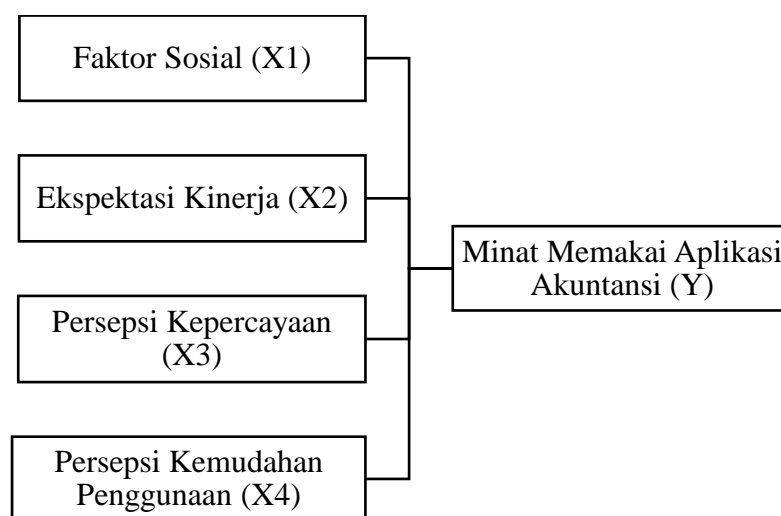 Faktor Sosial (X1)
Ekspektasi Kinerja (X2)
Persepsi Kepercayaan
(X3)
Persepsi Kemudahan
Penggunaan (X4)
Minat Memakai Aplikasi
Akuntansi (Y)